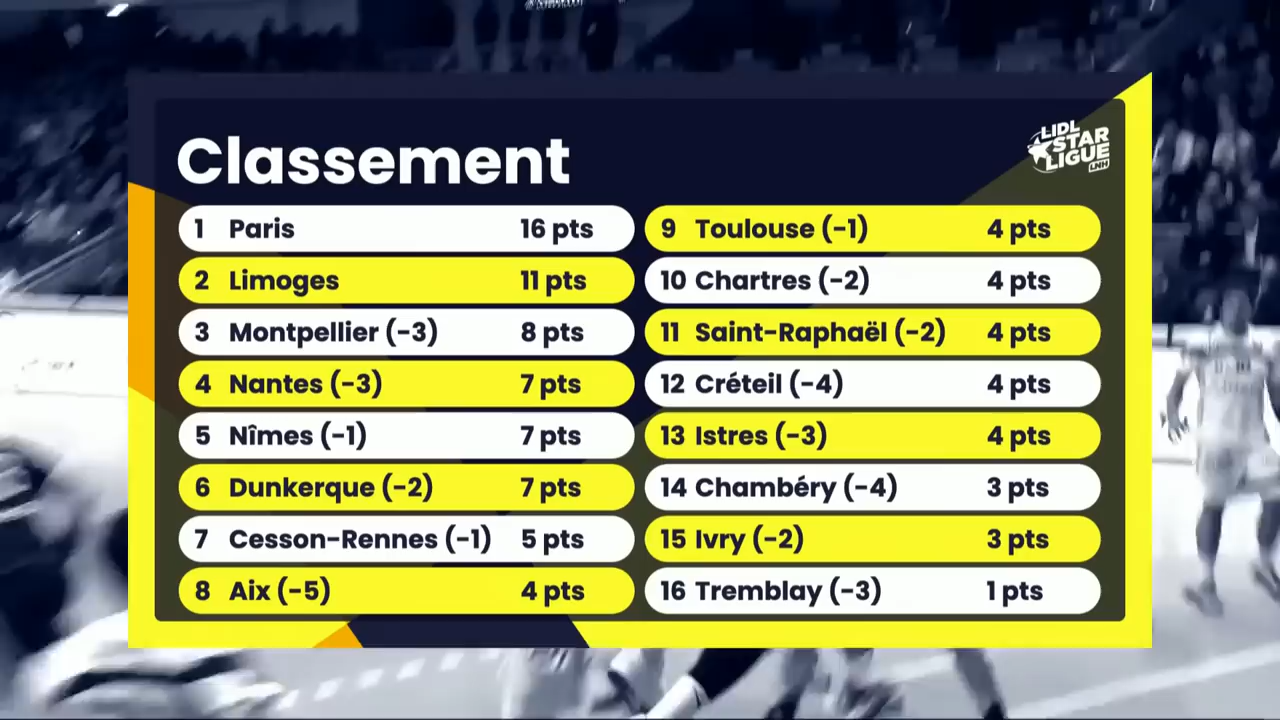 Classement
LIDL
STAR
LIGUE
LNH
1 Paris 16 pts
2 Limoges 11 pts
3 Montpellier (-3) 8 pts
4 Nantes (-3) 7 pts
5 Nîmes (-1) 7 pts
6 Dunkerque (-2) 7 pts
7 Cesson-Rennes (-1) 5 pts
8 Aix (-5) 4 pts
9 Toulouse (-1) 4 pts
10 Chartres (-2) 4 pts
11 Saint-Raphaël (-2) 4 pts
12 Créteil (-4) 4 pts
13 Istres (-3) 4 pts
14 Chambéry (-4) 3 pts
15 Ivry (-2) 3 pts
16 Tremblay (-3) 1 pts